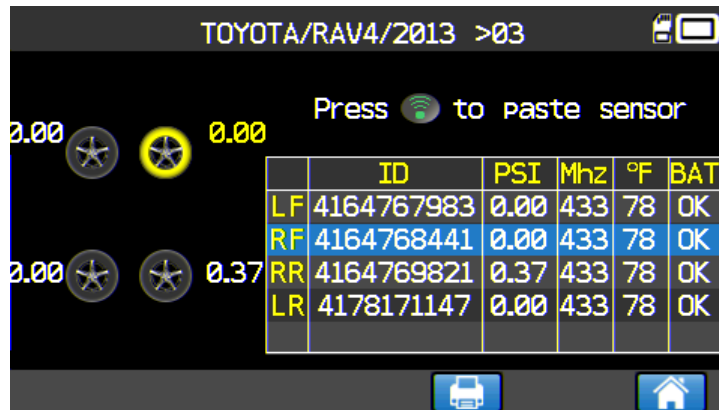 TOYOTA/RAV4/2013 >03
Press to paste sensor
0.00 0.00
ID PSI Mhz °F BAT
LF 4164767983 0.00 433 78 OK
RF 4164768441 0.00 433 78 OK
0.00 0.37
RR 4164769821 0.37 433 78 OK
LR 4178171147 0.00 433 78 OK